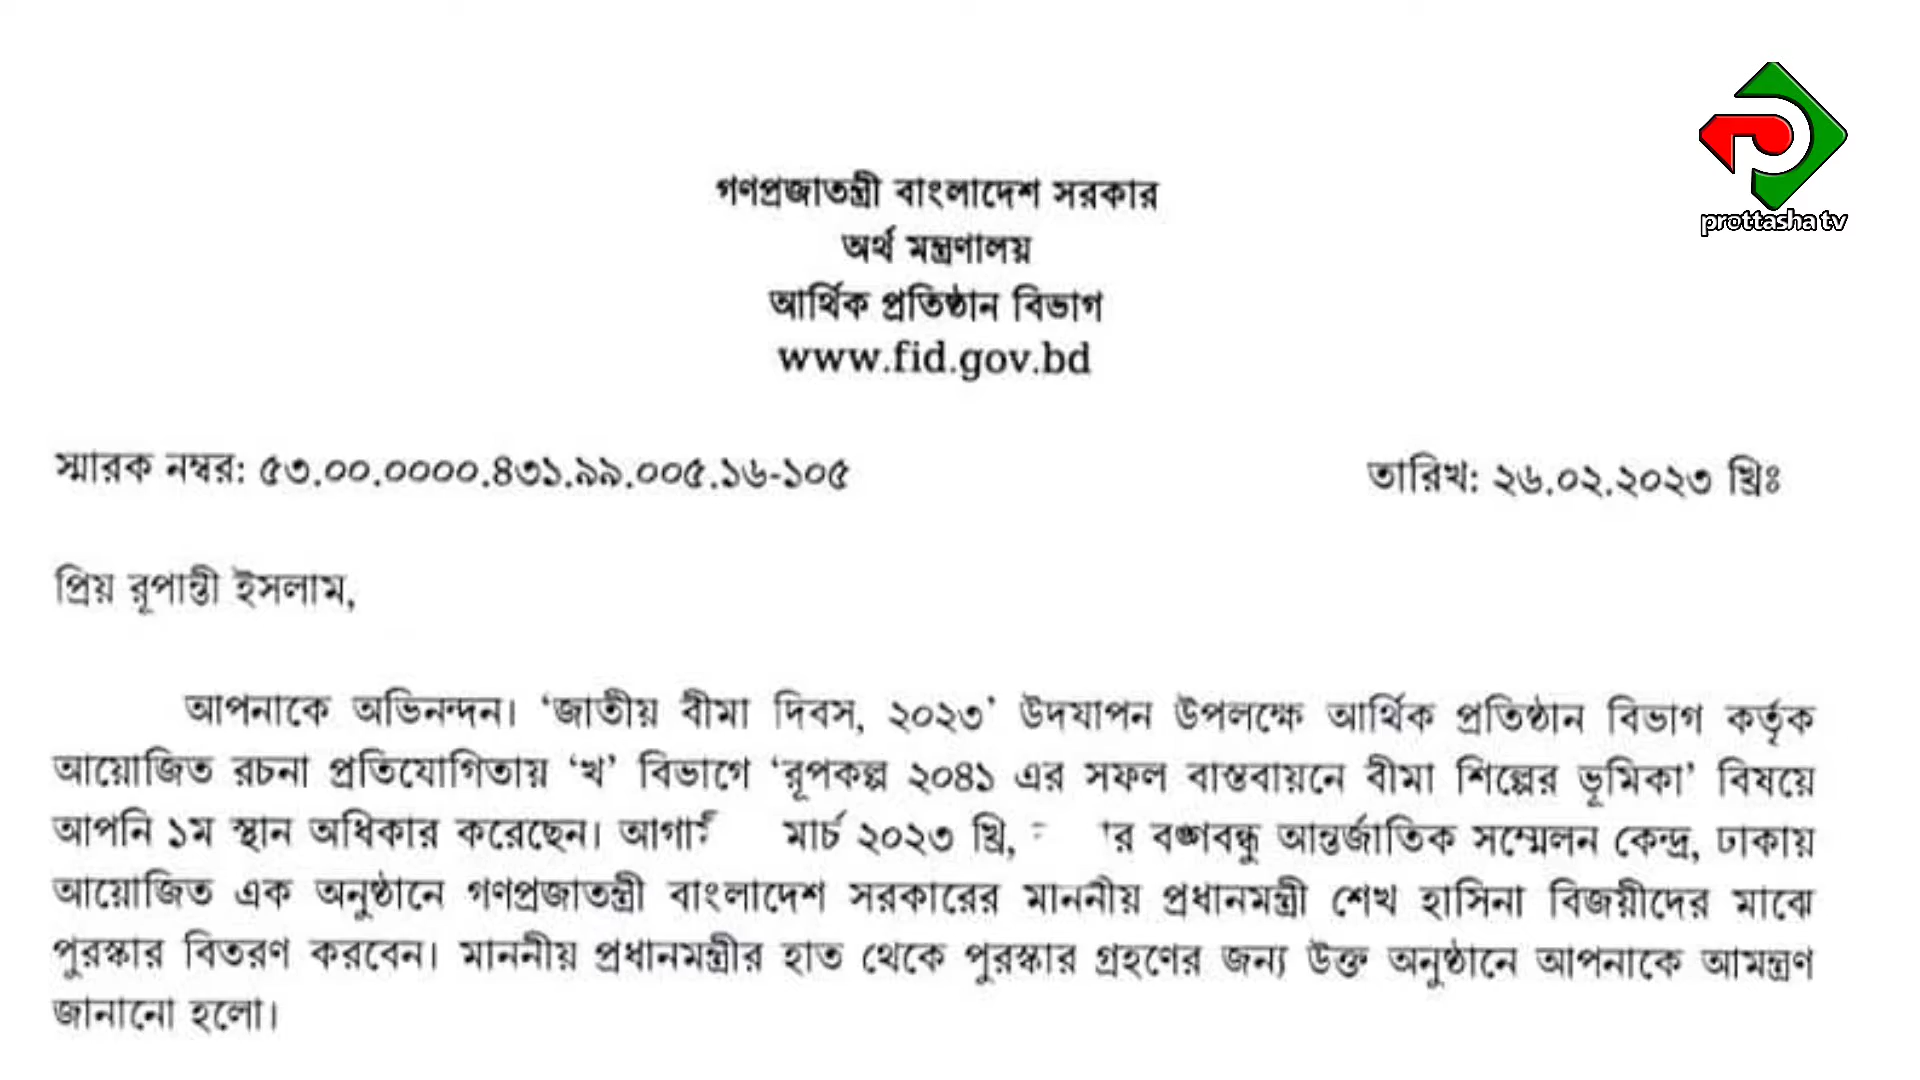 prottasha tv
গণপ্রজাতন্ত্রী বাংলাদেশ সরকার
অর্থ মন্ত্রণালয়
আর্থিক প্রতিষ্ঠান বিভাগ
www.fid.gov.bd
স্মারক নম্বর: ৫৩.০০.০০০০.৪৩১.৯৯.০০৫.১৬-১০৫ তারিখ: ২৬.০২.২০২৩ খ্রিঃ
প্রিয় রূপান্তী ইসলাম,
আপনাকে অভিনন্দন। ‘জাতীয় বীমা দিবস, ২০২৩’ উদযাপন উপলক্ষে আর্থিক প্রতিষ্ঠান বিভাগ কর্তৃক
আয়োজিত রচনা প্রতিযোগিতায় ‘খ’ বিভাগে ‘রূপকল্প ২০৪১ এর সফল বাস্তবায়নে বীমা শিল্পের ভূমিকা’ বিষয়ে
আপনি ১ম স্থান অধিকার করেছেন। মার্চ ২০২৩ খ্রি, বঙ্গবন্ধু আন্তর্জাতিক সম্মেলন কেন্দ্র, ঢাকায়
আয়োজিত এক অনুষ্ঠানে গণপ্রজাতন্ত্রী বাংলাদেশ সরকারের মাননীয় প্রধানমন্ত্রী শেখ হাসিনা বিজয়ীদের মাঝে
পুরস্কার বিতরণ করবেন। মাননীয় প্রধানমন্ত্রীর হাত থেকে পুরস্কার গ্রহণের জন্য উক্ত অনুষ্ঠানে আপনাকে আমন্ত্রণ
জানানো হলো।